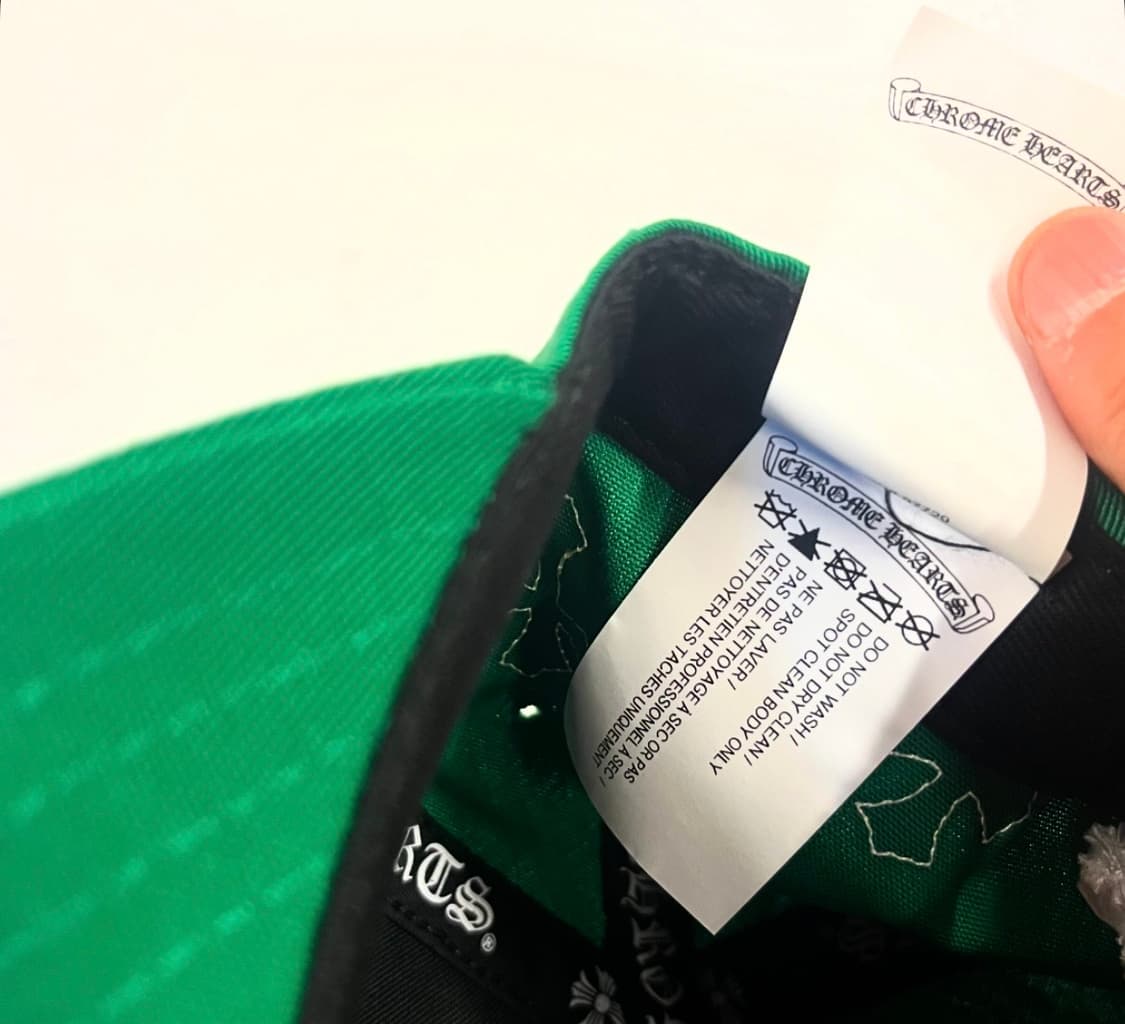 CHROME HEARTS
CHROME HEARTS
DO NOT WASH /
DO NOT DRY CLEAN /
SPOT CLEAN BODY ONLY
NE PAS LAVER /
PAS DE NETTOYAGE À SEC OR PAS
D'ENTRETIEN PROFESSIONNEL À SEC /
NETTOYER LES TACHES UNIQUEMENT
RTS®